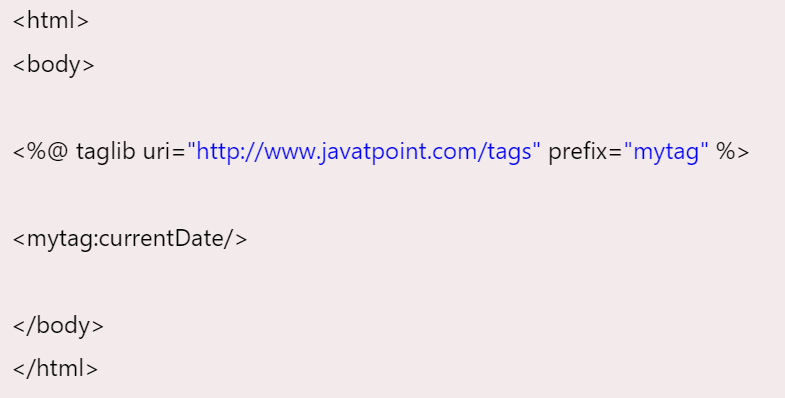 <html>
<body>
<%@ taglib uri="http://www.javatpoint.com/tags" prefix="mytag" %>
<mytag:currentDate/>
</body>
</html>